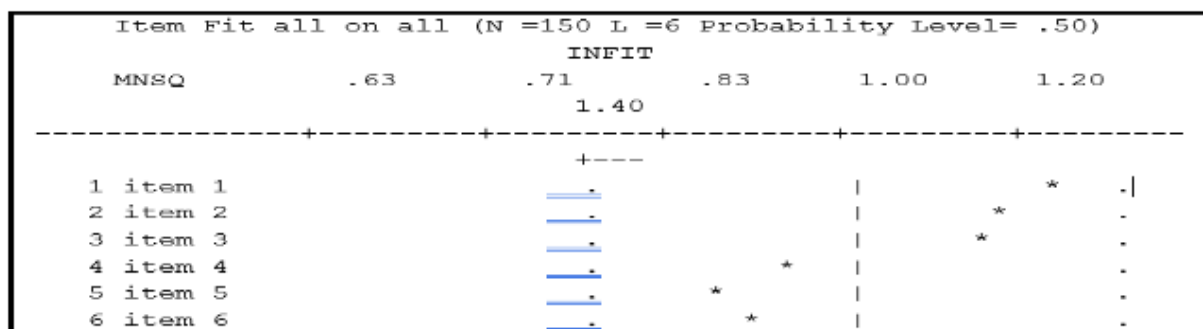 Item Fit all on all (N =150 L =6 Probability Level= .50)
INFIT
MNSQ .63 .71 .83 1.00 1.20
1.40
----------------+---------+---------+---------+---------+----------
+---
1 item 1 . | * .|
2 item 2 . | * .
3 item 3 . | * .
4 item 4 . * | .
5 item 5 . * | .
6 item 6 . * | .